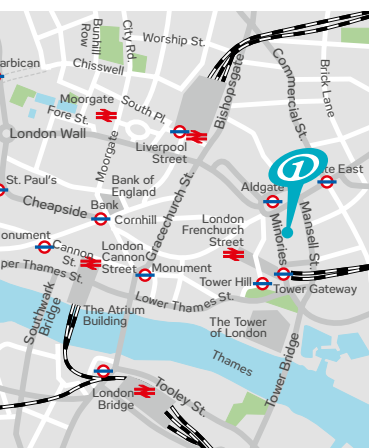 Bunhill
Row
City Rd
Worship St.
arbican
Chisswell
Bishopsgate
Commercial St.
Brick Lane
Moorgate
South Pl.
Fore St.
London Wall
Moorgate
Liverpool
Street
1
te East
St. Paul's
Bank of
England
Aldgate
Cheapside
Bank
Cornhill
Gracechurch St.
London
Frenchurch
Street
Minories
Mansell St.
onument
Cannon
St.
London
Cannon
Street
Monument
per Thames St.
Tower Hill
Tower Gateway
Lower Thames St.
Southwark
Bridge
The Atrium
Building
The Tower
of London
Thames
Tower Bridge
London
Bridge
Tooley St.